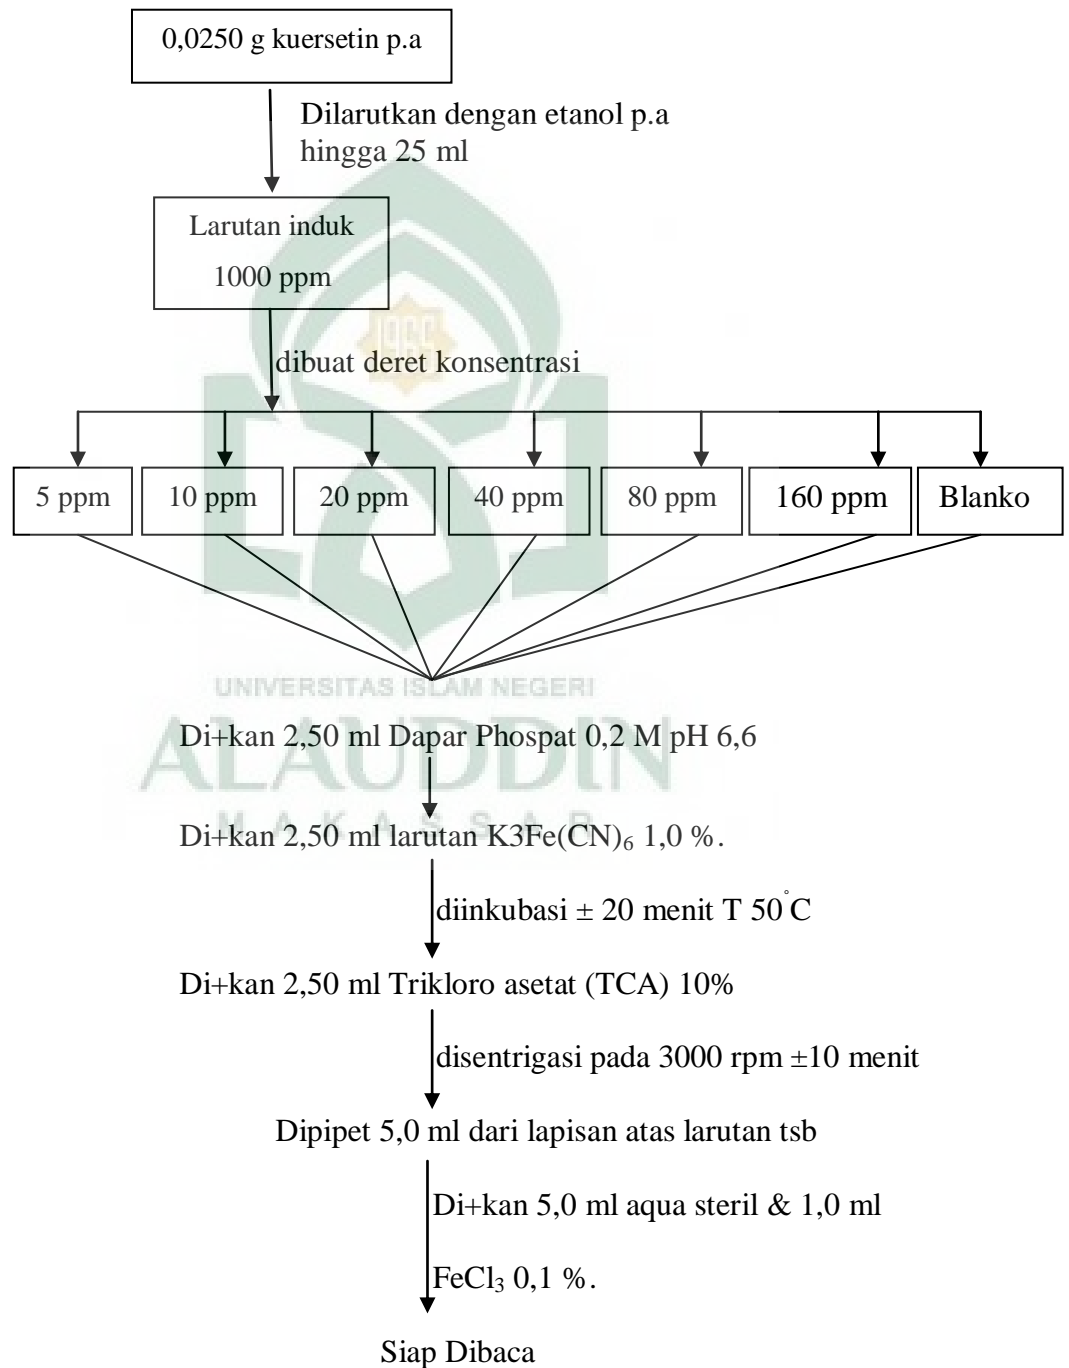 0,0250 g kuersetin p.a
Dilarutkan dengan etanol p.a
hingga 25 ml
Larutan induk
1000 ppm
1965
dibuat deret konsentrasi
5 ppm
10 ppm
20 ppm
40 ppm
80 ppm
160 ppm
Blanko
UNIVERSITAS ISLAM NEGERI
Di+kan 2,50 ml Dapar Phospat 0,2 M pH 6,6
ALAUDDIN
MAKASSAR
Di+kan 2,50 ml larutan K3Fe(CN)₆ 1,0 %.
diinkubasi ± 20 menit T 50°C
Di+kan 2,50 ml Trikloro asetat (TCA) 10%
disentrigasi pada 3000 rpm ±10 menit
Dipipet 5,0 ml dari lapisan atas larutan tsb
Di+kan 5,0 ml aqua steril & 1,0 ml
FeCl₃ 0,1 %.
Siap Dibaca